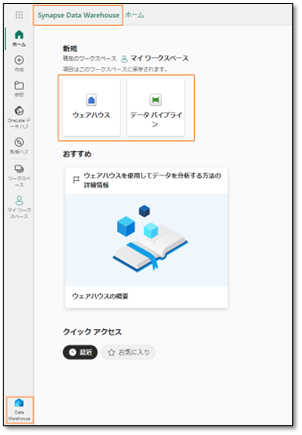 Synapse Data Warehouse ホーム
ホーム
作成
参照
OneLake デ
ータ ハブ
監視ハブ
ワークスペ
ース
マイ ワーク
スペース
Data
Warehouse
新規
現在のワークスペース マイ ワークスペース
項目はこのワークスペースに保存されます。
ウェアハウス
データ パイプライ
ン
おすすめ
ウェアハウスを使用してデータを分析する方法の
詳細情報
ウェアハウスの概要
クイック アクセス
最近
お気に入り